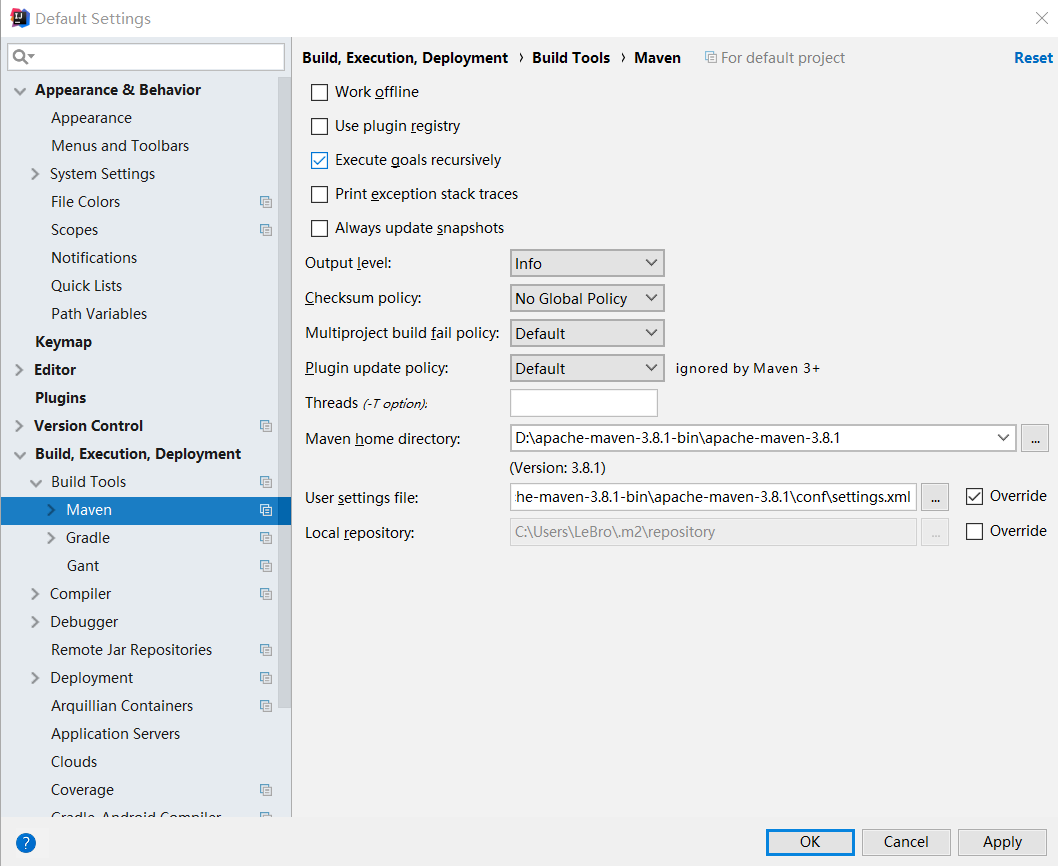 Default Settings
Appearance & Behavior
Appearance
Menus and Toolbars
System Settings
File Colors
Scopes
Notifications
Quick Lists
Path Variables
Keymap
Editor
Plugins
Version Control
Build, Execution, Deployment
Build Tools
Maven
Gradle
Gant
Compiler
Debugger
Remote Jar Repositories
Deployment
Arquillian Containers
Application Servers
Clouds
Coverage
Gradle-Android Compiler
Build, Execution, Deployment › Build Tools › Maven For default project Reset
Work offline
Use plugin registry
Execute goals recursively
Print exception stack traces
Always update snapshots
Output level: Info
Checksum policy: No Global Policy
Multiproject build fail policy: Default
Plugin update policy: Default ignored by Maven 3+
Threads (-T option):
Maven home directory: D:\apache-maven-3.8.1-bin\apache-maven-3.8.1 ...
(Version: 3.8.1)
User settings file: he-maven-3.8.1-bin\apache-maven-3.8.1\conf\settings.xml ... Override
Local repository: C:\Users\LeBro\.m2\repository ... Override
? OK Cancel Apply